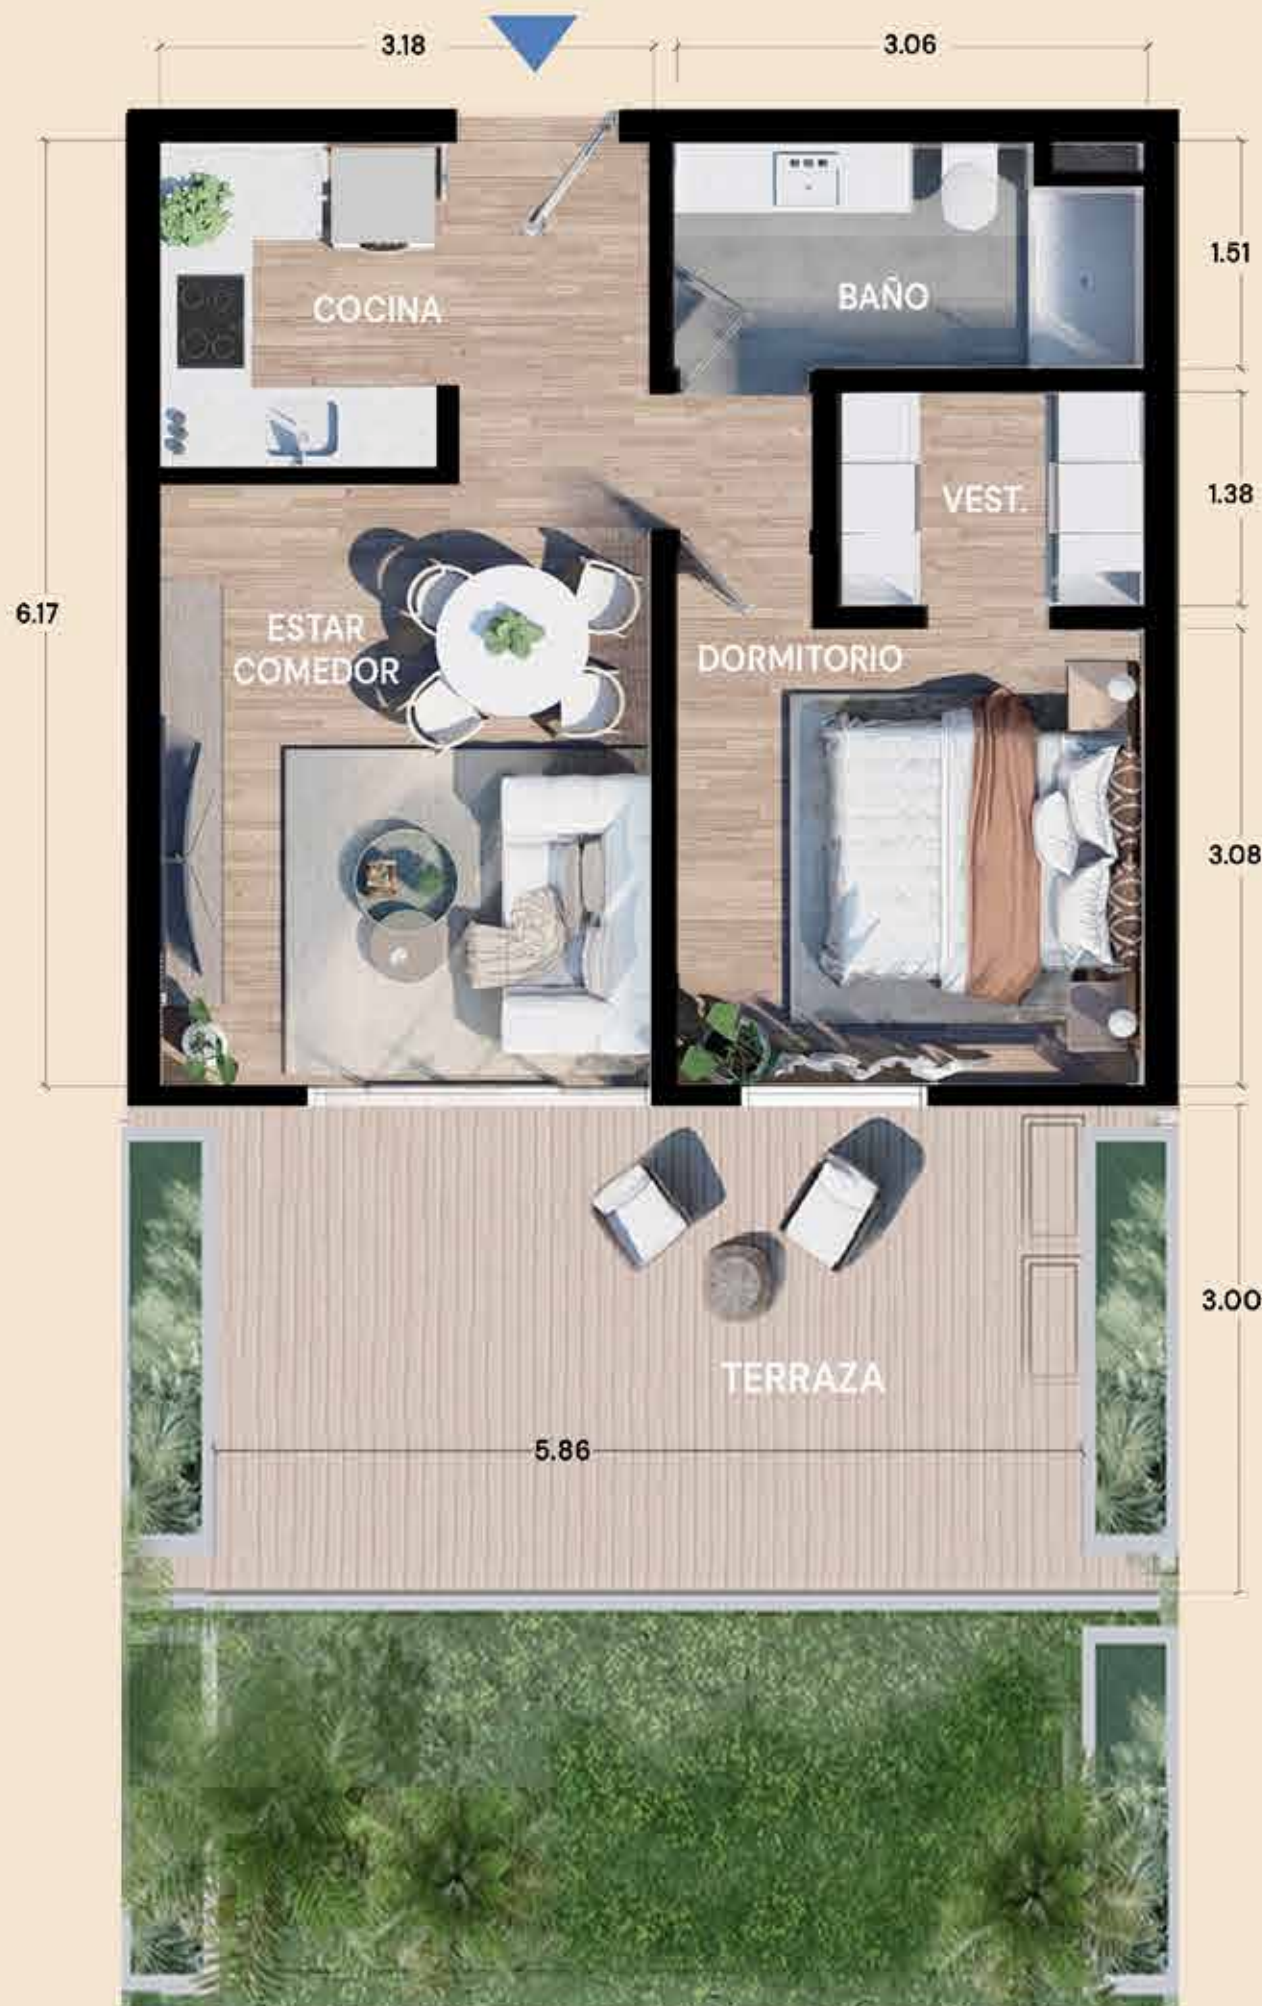 3.18
3.06
COCINA
BAÑO
1.51
VEST.
1.38
6.17
ESTAR
COMEDOR
DORMITORIO
3.08
3.00
TERRAZA
5.86